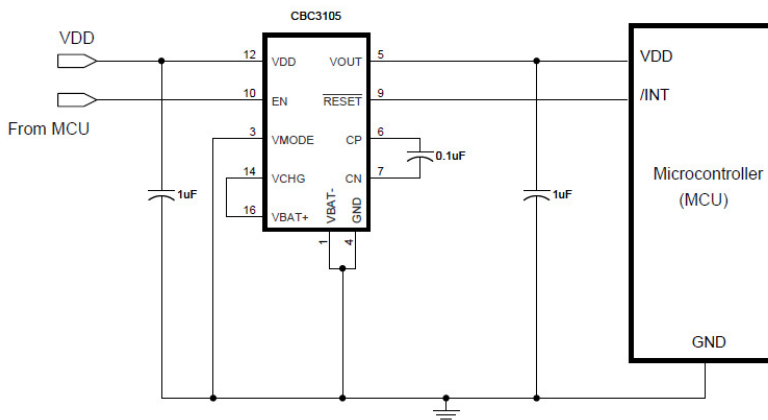 CBC3105
VDD
12 VDD VOUT 5
VDD
10 EN RESET 9
/INT
From MCU
3 VMODE CP 6
0.1uF
14 VCHG CN 7
Microcontroller
(MCU)
1uF
1uF
16 VBAT+ VBAT- GND
1 4
GND